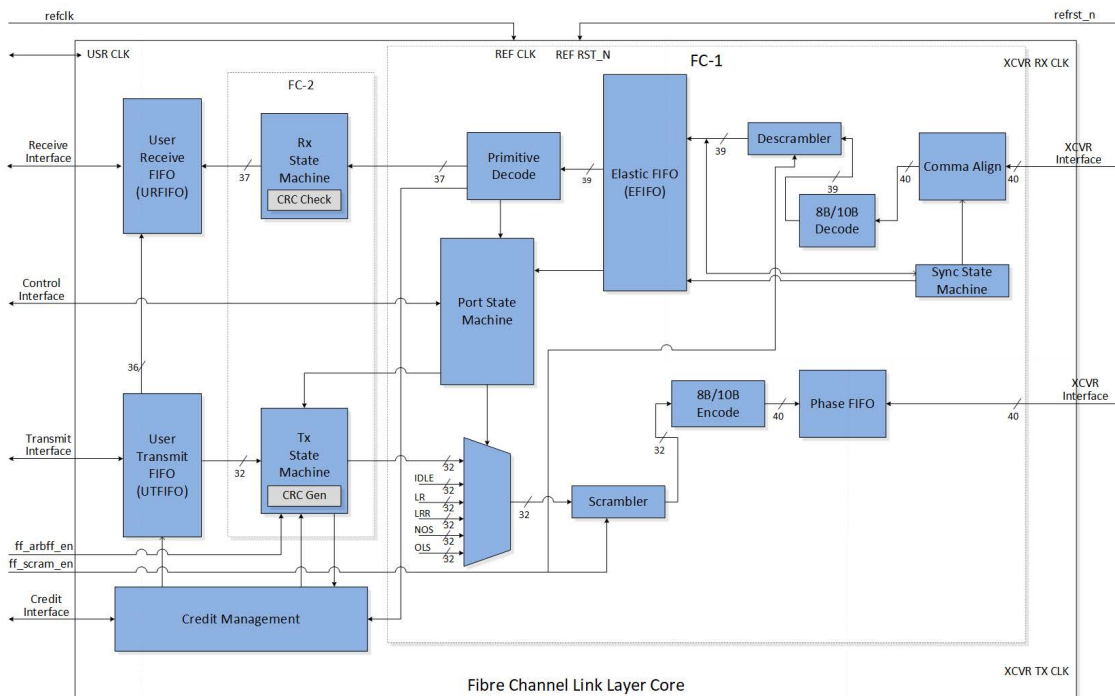 refclk
refrst_n
USR CLK
REF CLK
REF RST_N
XCVR RX CLK
FC-1
FC-2
Receive
Interface
User
Receive
FIFO
(URFIFO)
37
Rx
State
Machine
CRC Check
37
Primitive
Decode
39
Elastic FIFO
(EFIFO)
39
Descrambler
39
8B/10B
Decode
40
Comma Align
40
XCVR
Interface
Sync State
Machine
Control
Interface
Port State
Machine
36
8B/10B
Encode
40
Phase FIFO
40
XCVR
Interface
32
Transmit
Interface
User
Transmit
FIFO
(UTFIFO)
32
Tx
State
Machine
CRC Gen
32
IDLE
32
LR
32
LRR
32
NOS
32
OLS
32
32
Scrambler
ff_arbff_en
ff_scram_en
Credit
Interface
Credit Management
XCVR TX CLK
Fibre Channel Link Layer Core